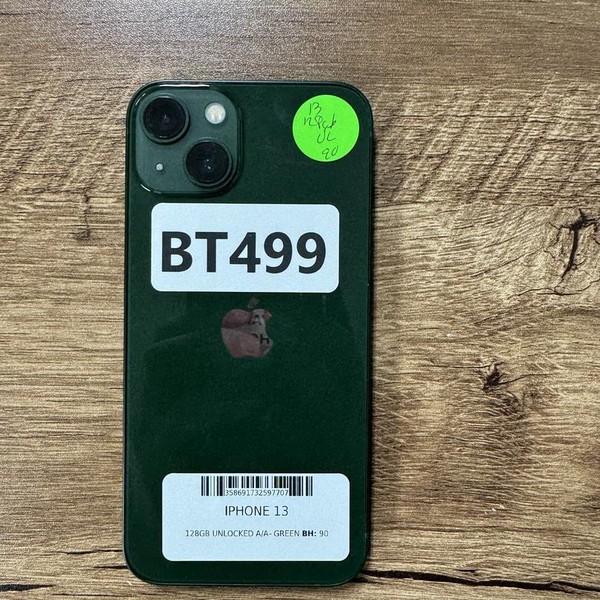 13
128GB
UL
90
BT499
358691732597707
IPHONE 13
128GB UNLOCKED A/A- GREEN BH: 90